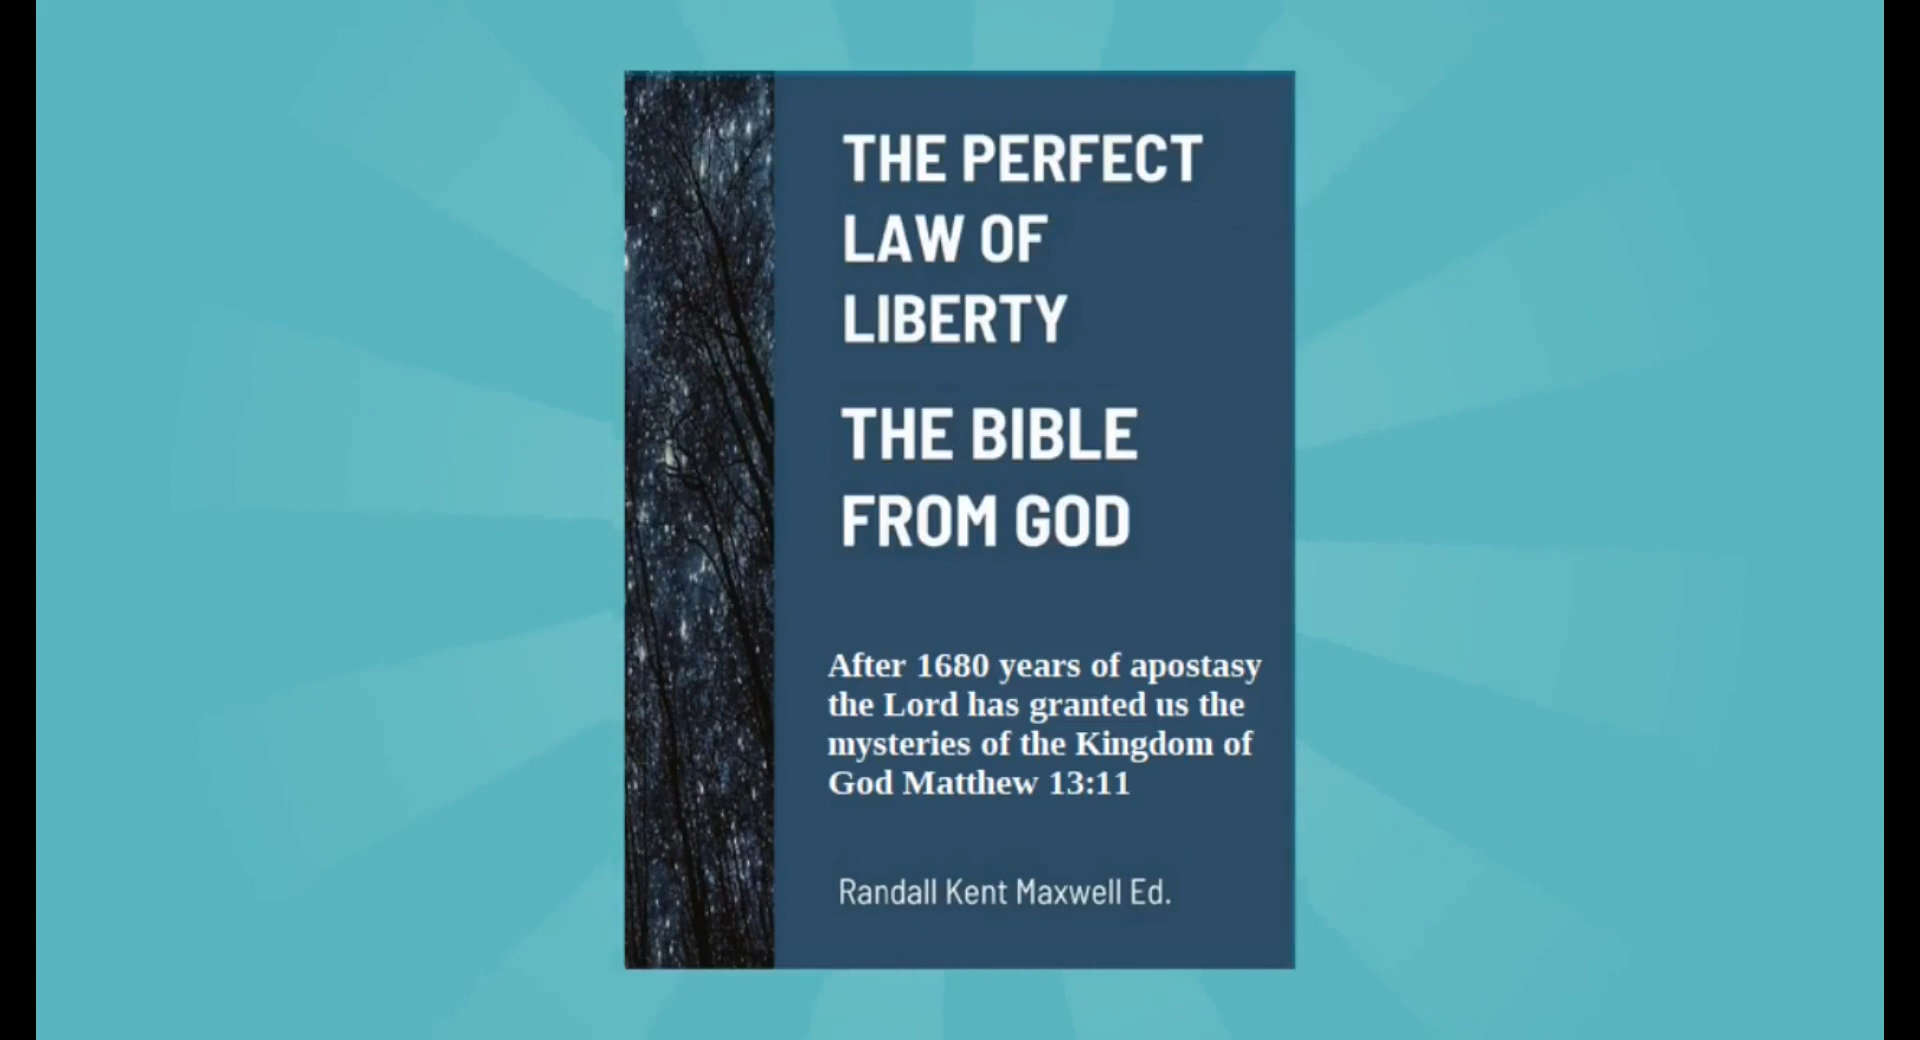 THE PERFECT
LAW OF
LIBERTY
THE BIBLE
FROM GOD
After 1680 years of apostasy
the Lord has granted us the
mysteries of the Kingdom of
God Matthew 13:11
Randall Kent Maxwell Ed.